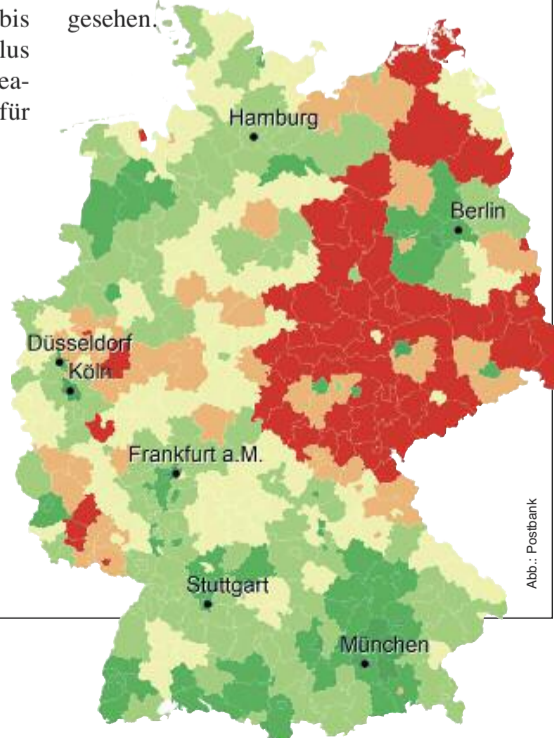 bis
gesehen.
lus
ea-
für
Hamburg
Berlin
Düsseldorf
Köln
Frankfurt a.M.
Stuttgart
München
Abb.: Postbank